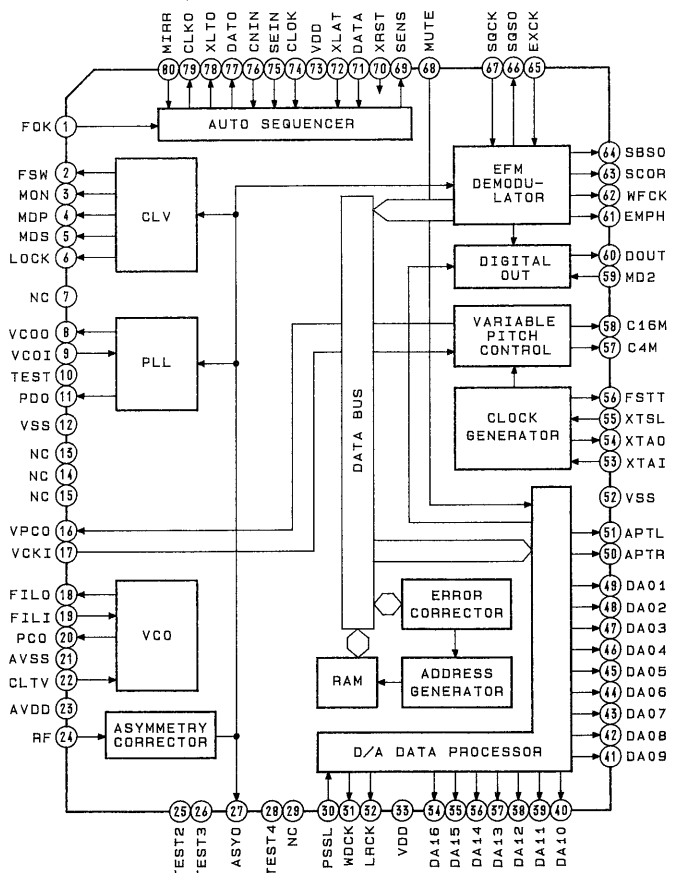 MIRR
CLKO
XLTO
DATO
CNIN
SEIN
CLOK
VDD
XLAT
DATA
XRST
SENS
MUTE
SQCK
SQSO
EXCK
80
79
78
77
76
75
74
73
72
71
70
69
68
67
66
65
FOK 1
AUTO SEQUENCER
FSW 2
MON 3
MDP 4
MDS 5
LOCK 6
CLV
EFM
DEMODU-
LATOR
64 SBSO
63 SCOR
62 WFCK
61 EMPH
DIGITAL
OUT
60 DOUT
59 MD2
NC 7
VCOO 8
VCOI 9
TEST 10
PDO 11
PLL
VARIABLE
PITCH
CONTROL
58 C16M
57 C4M
VSS 12
NC 13
NC 14
NC 15
DATA BUS
CLOCK
GENERATOR
56 FSTT
55 XTSL
54 XTAO
53 XTAI
52 VSS
VPCO 16
VCKI 17
51 APTL
50 APTR
FILO 18
FILI 19
PCO 20
AVSS 21
CLTV 22
AVDD 23
RF 24
VCO
ASYMMETRY
CORRECTOR
ERROR
CORRECTOR
RAM
ADDRESS
GENERATOR
D/A DATA PROCESSOR
49 DA01
48 DA02
47 DA03
46 DA04
45 DA05
44 DA06
43 DA07
42 DA08
41 DA09
25
26
27
28
29
30
31
32
33
34
35
36
37
38
39
40
TEST2
TEST3
ASYO
TEST4
NC
PSSL
WDCK
LRCK
VDD
DA16
DA15
DA14
DA13
DA12
DA11
DA10